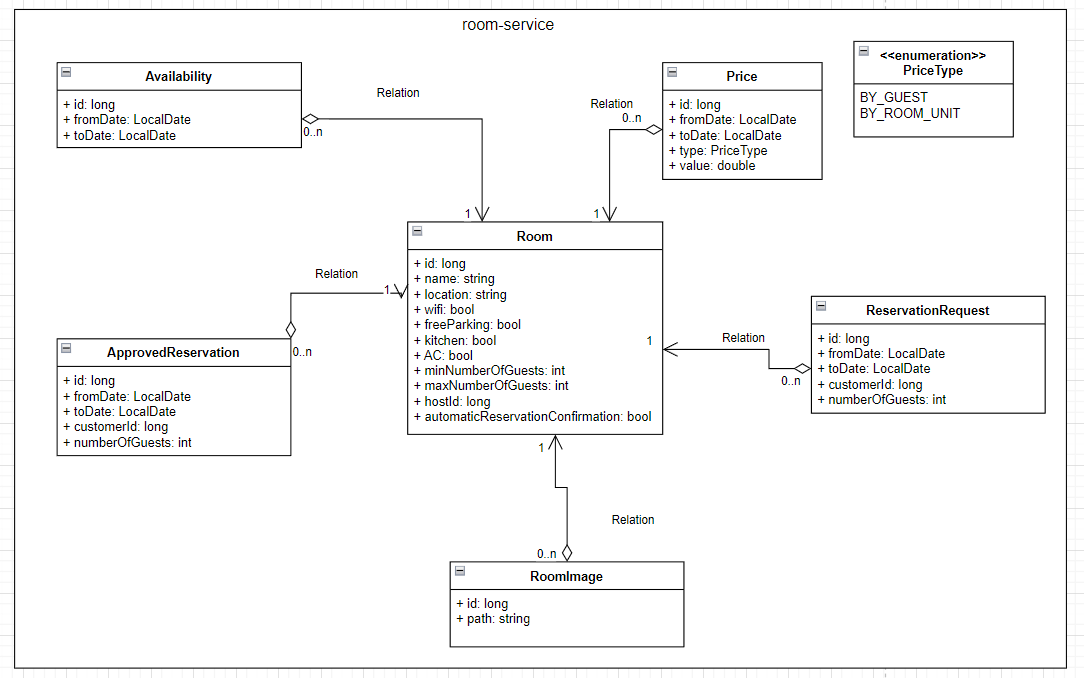 room-service
Availability
+ id: long
+ fromDate: LocalDate
+ toDate: LocalDate
0..n
Relation
1
Price
+ id: long
+ fromDate: LocalDate
+ toDate: LocalDate
+ type: PriceType
+ value: double
Relation
0..n
1
<<enumeration>>
PriceType
BY_GUEST
BY_ROOM_UNIT
Room
+ id: long
+ name: string
+ location: string
+ wifi: bool
+ freeParking: bool
+ kitchen: bool
+ AC: bool
+ minNumberOfGuests: int
+ maxNumberOfGuests: int
+ hostId: long
+ automaticReservationConfirmation: bool
Relation
1
0..n
ApprovedReservation
+ id: long
+ fromDate: LocalDate
+ toDate: LocalDate
+ customerId: long
+ numberOfGuests: int
1
Relation
0..n
ReservationRequest
+ id: long
+ fromDate: LocalDate
+ toDate: LocalDate
+ customerId: long
+ numberOfGuests: int
1
Relation
0..n
RoomImage
+ id: long
+ path: string